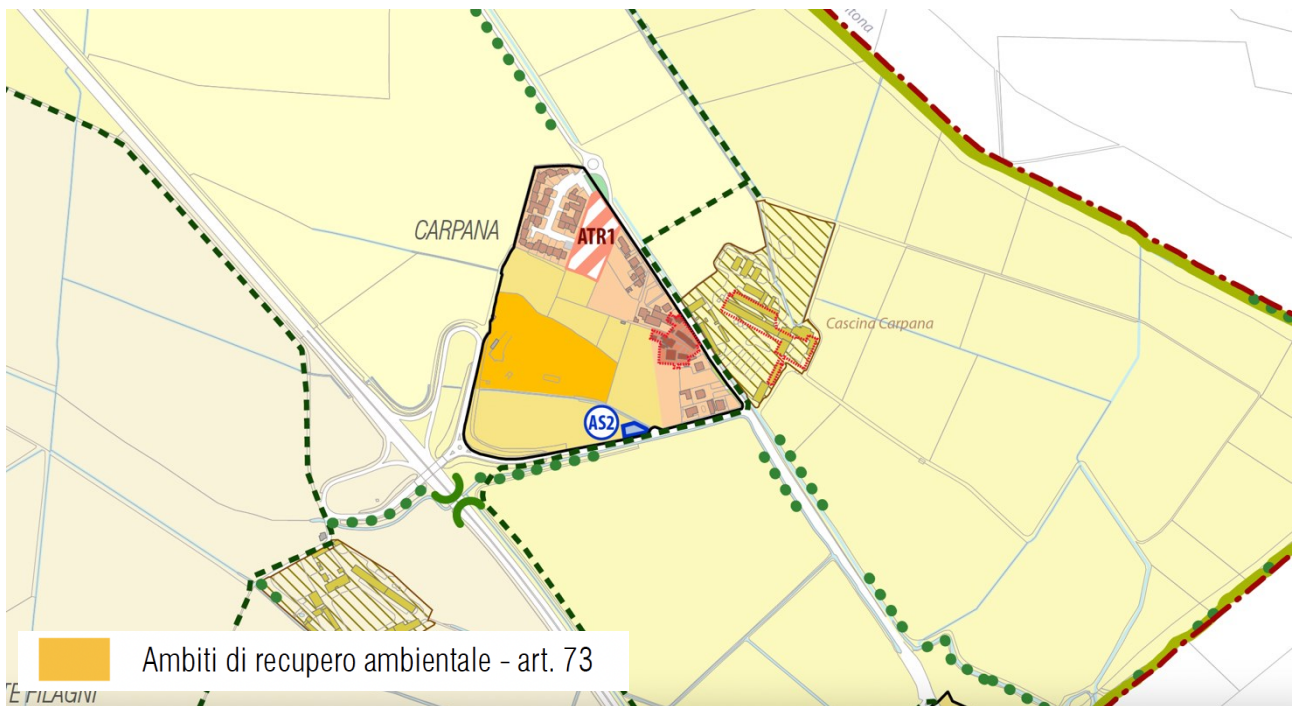 CARPANA
ATR1
Cascina Carpana
AS2
Ambiti di recupero ambientale - art. 73